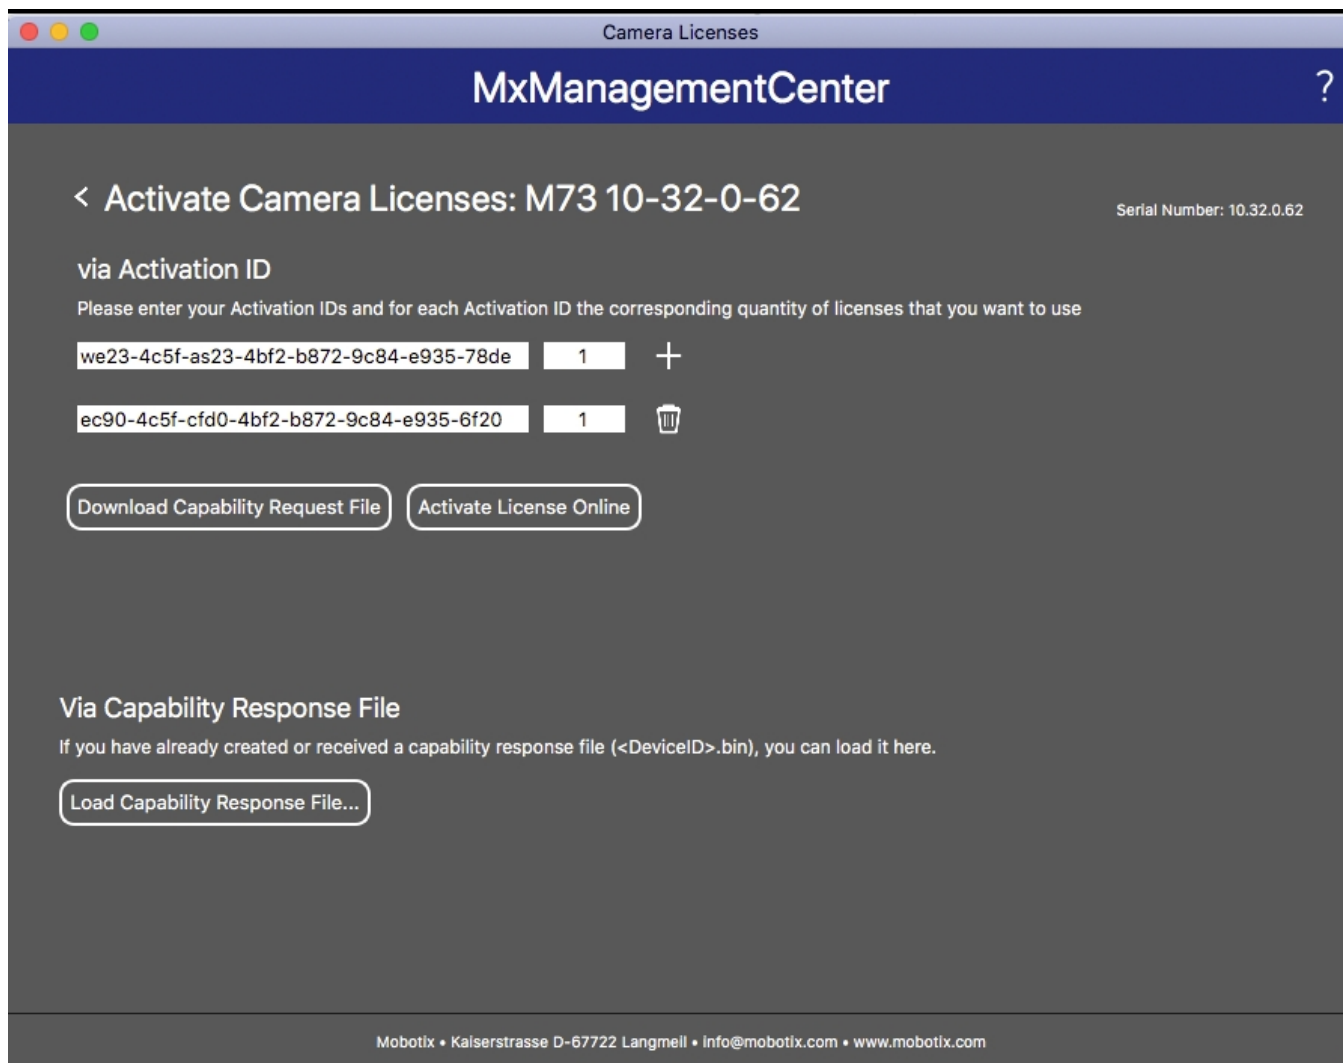 Camera Licenses
MxManagementCenter ?
< Activate Camera Licenses: M73 10-32-0-62
Serial Number: 10.32.0.62
via Activation ID
Please enter your Activation IDs and for each Activation ID the corresponding quantity of licenses that you want to use
we23-4c5f-as23-4bf2-b872-9c84-e935-78de 1 +
ec90-4c5f-cfd0-4bf2-b872-9c84-e935-6f20 1
Download Capability Request File Activate License Online
Via Capability Response File
If you have already created or received a capability response file (<DeviceID>.bin), you can load it here.
Load Capability Response File...
Mobotix • Kaiserstrasse D-67722 Langmeil • info@mobotix.com • www.mobotix.com